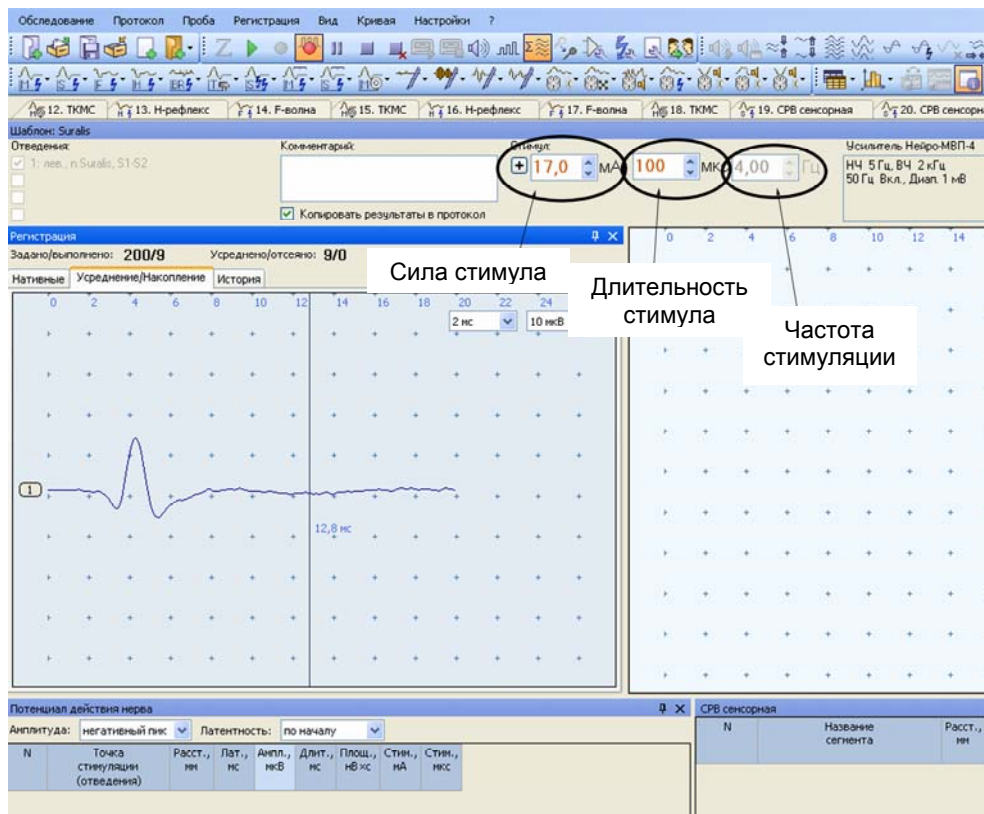 Обследование Протокол Проба Регистрация Вид Кривая Настройки ?
12. ТКМС 13. H-рефлекс 14. F-волна 15. ТКМС 16. H-рефлекс 17. F-волна 18. ТКМС 19. СРВ сенсорная 20. СРВ сенсорн
Шаблон: Suralis
Отведения: Комментарий: Стимул: Усилитель Нейро-МВП-4
1: лев., n.Suralis, S1-S2 17,0 мА 100 мкс 4,00 Гц НЧ 5 Гц, ВЧ 2 кГц
50 Гц Вкл., Диап. 1 мВ
Копировать результаты в протокол
Регистрация
Задано/выполнено: 200/9 Усреднено/отсеяно: 9/0
Нативные Усреднение/Накопление История
0 2 4 6 8 10 12 14 16 18 20 22 24
2 мс 10 мкВ
0 2 4 6 8 10 12 14
Сила стимула
Длительность
стимула
Частота
стимуляции
1
12,8 мс
Потенциал действия нерва
Амплитуда: негативный пик Латентность: по началу
N Точка стимуляции (отведения) Расст., мм Лат., мс Ампл., мкВ Длит., мс Площ., нВ×с Стим., мА Стим., мкс
СРВ сенсорная
N Название сегмента Расст., мм